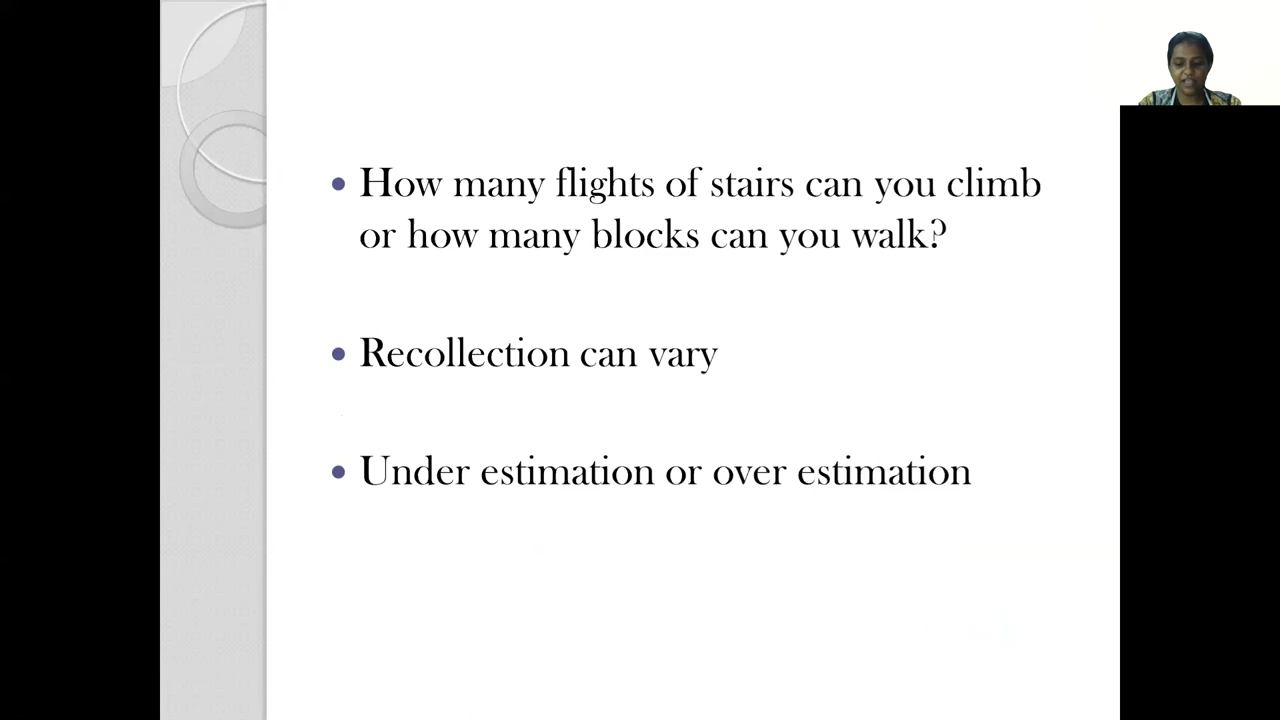 How many flights of stairs can you climb
or how many blocks can you walk?
Recollection can vary
Under estimation or over estimation